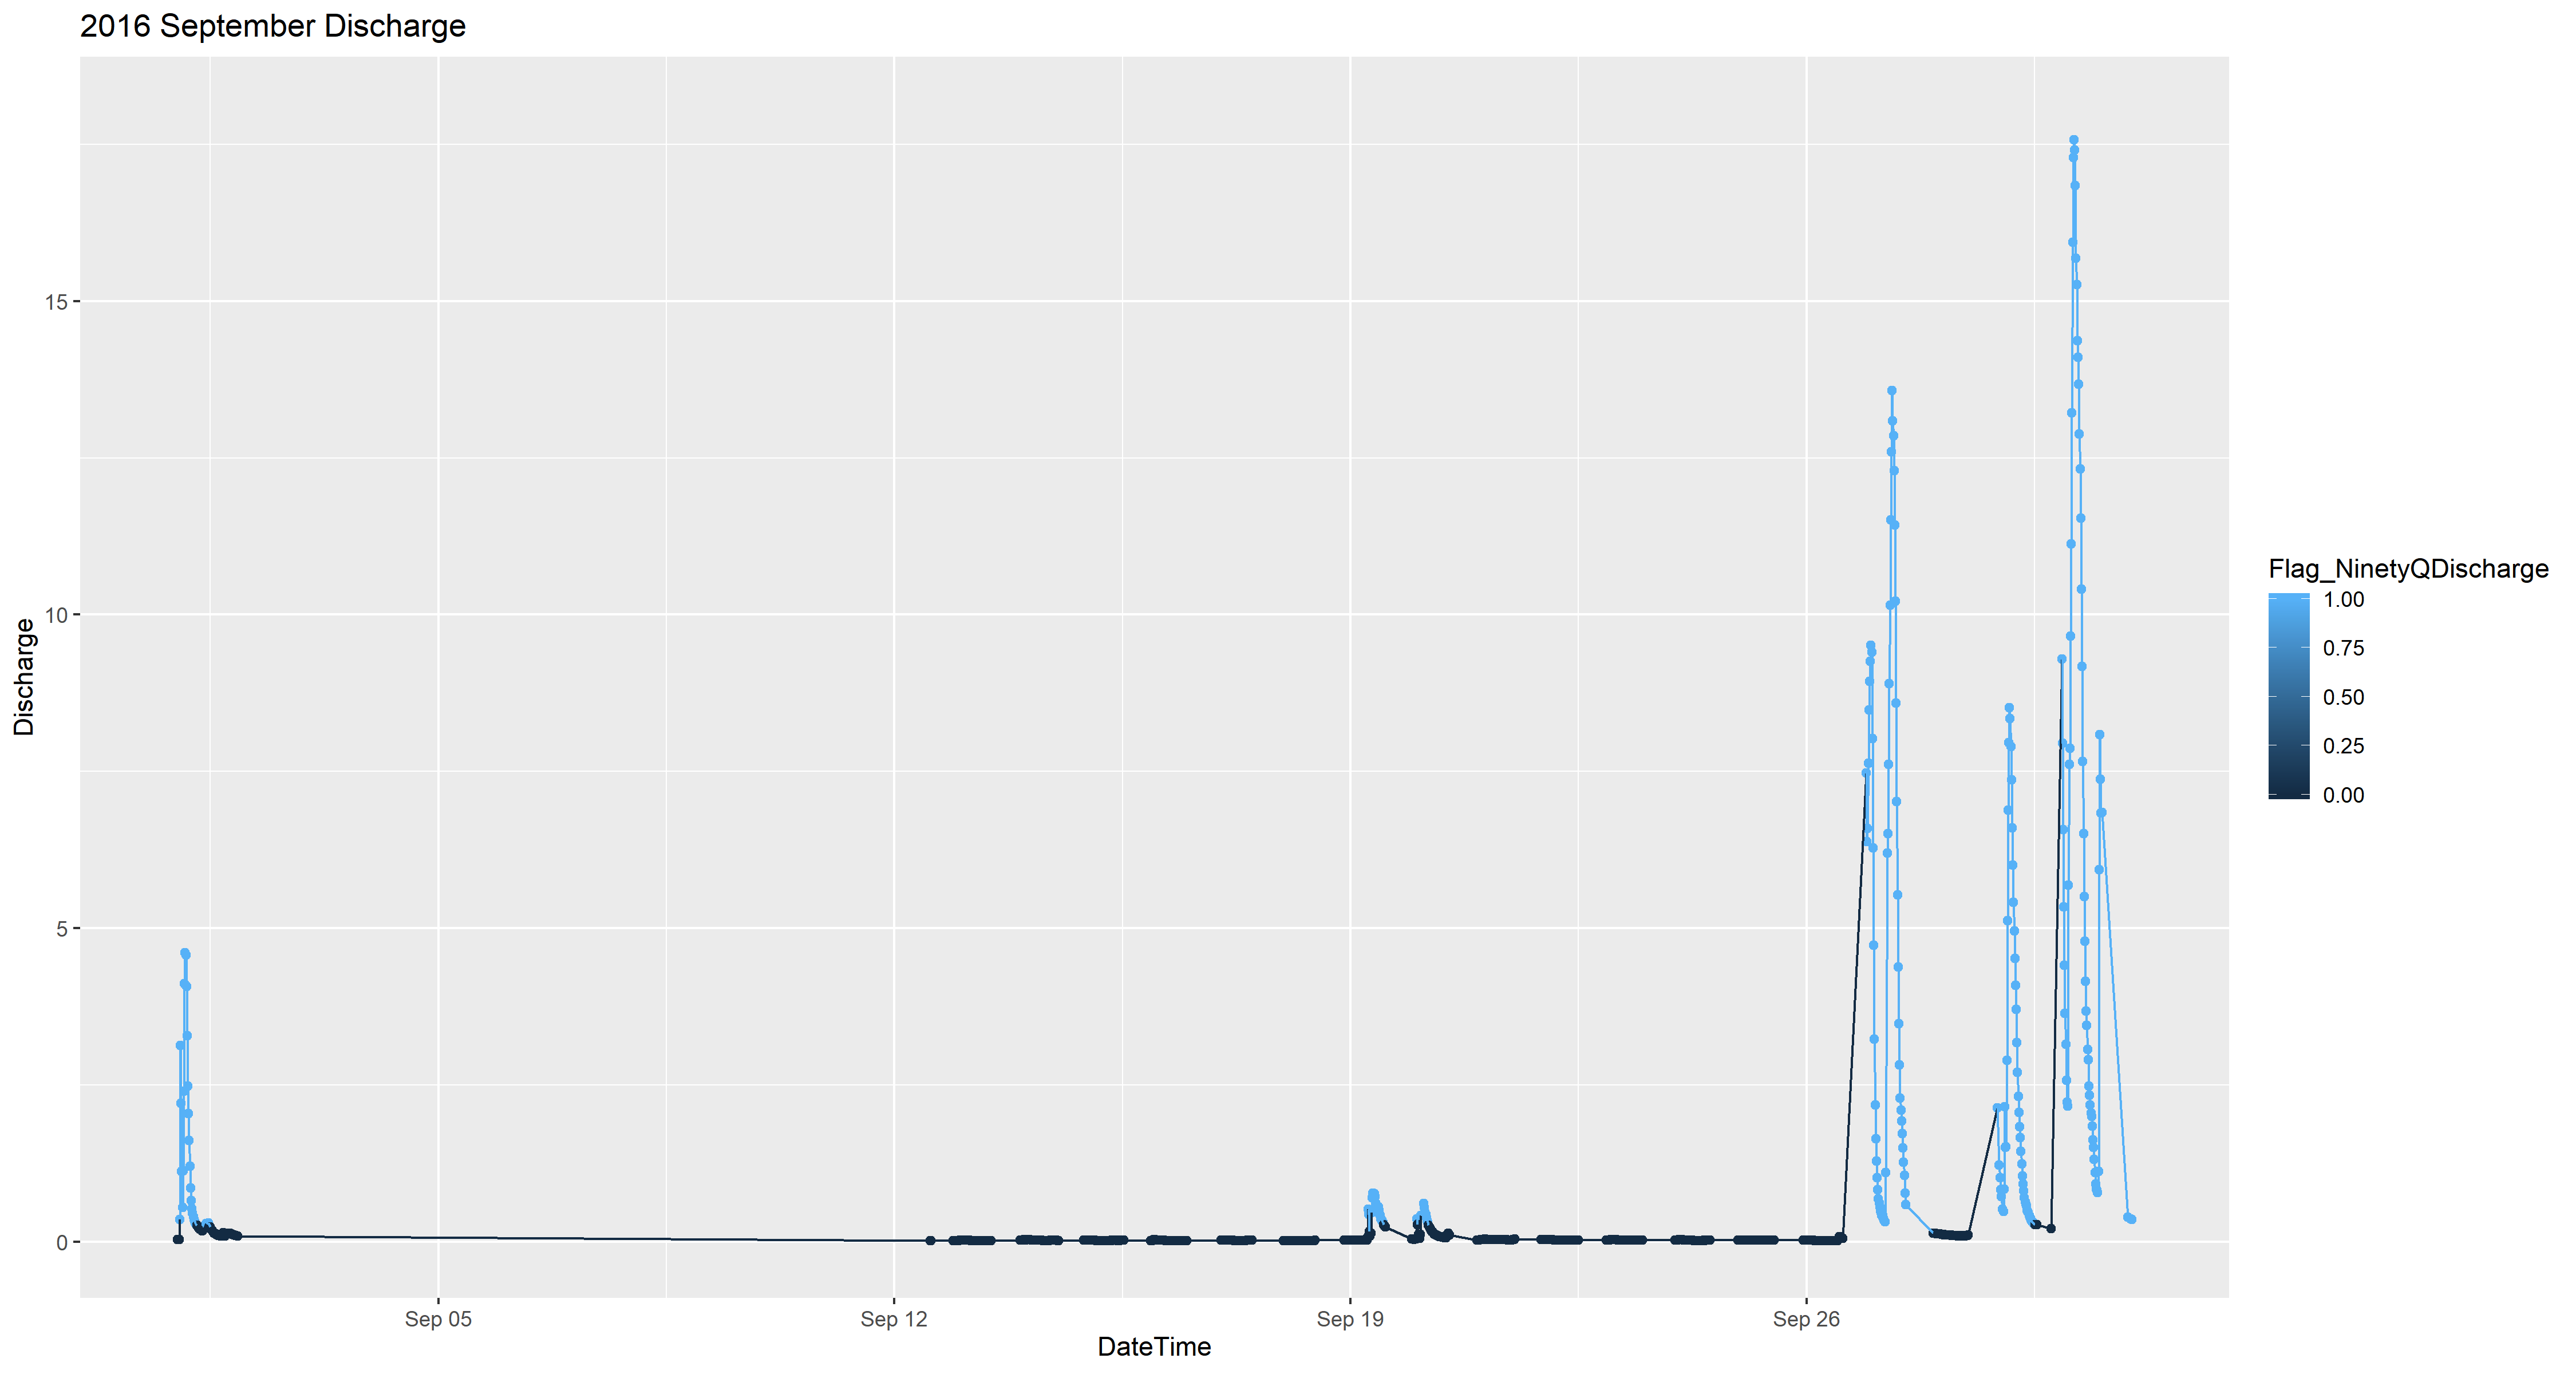 2016 September Discharge
Discharge
15
10
5
0
Sep 05
Sep 12
Sep 19
Sep 26
DateTime
Flag_NinetyQDischarge
1.00
0.75
0.50
0.25
0.00